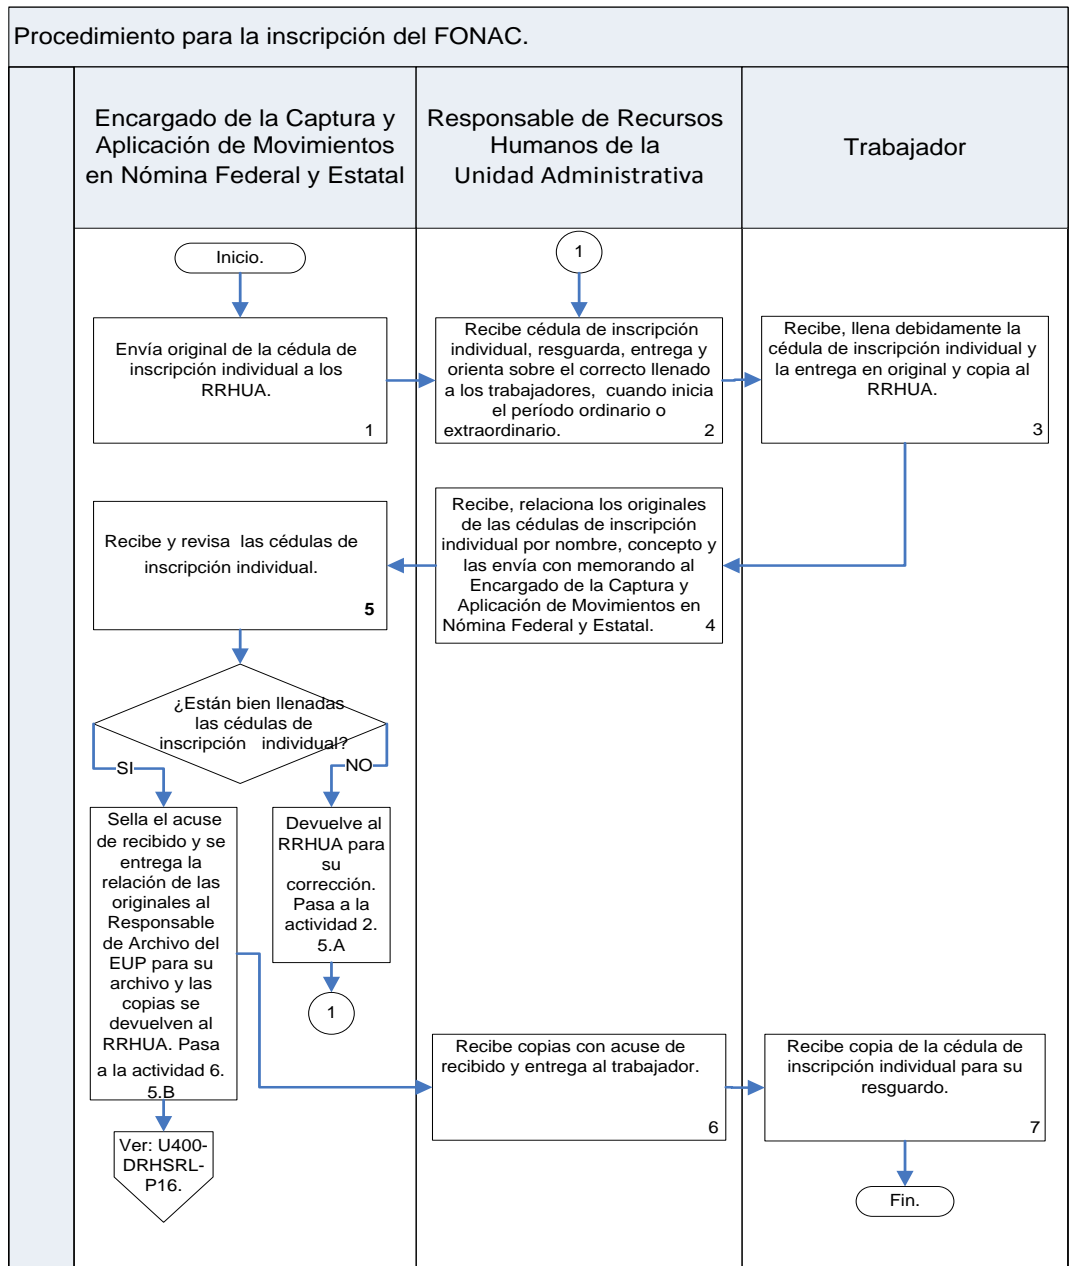 Procedimiento para la inscripción del FONAC.
Encargado de la Captura y
Aplicación de Movimientos
en Nómina Federal y Estatal
Responsable de Recursos
Humanos de la
Unidad Administrativa
Trabajador
Inicio.
1
Envía original de la cédula de
inscripción individual a los
RRHUA.
1
Recibe cédula de inscripción
individual, resguarda, entrega y
orienta sobre el correcto llenado
a los trabajadores, cuando inicia
el período ordinario o
extraordinario.
2
Recibe, llena debidamente la
cédula de inscripción individual y
la entrega en original y copia al
RRHUA.
3
Recibe, relaciona los originales
de las cédulas de inscripción
individual por nombre, concepto y
las envía con memorando al
Encargado de la Captura y
Aplicación de Movimientos en
Nómina Federal y Estatal.
4
Recibe y revisa las cédulas de
inscripción individual.
5
¿Están bien llenadas
las cédulas de
inscripción individual?
SI
NO
Sella el acuse
de recibido y se
entrega la
relación de las
originales al
Responsable
de Archivo del
EUP para su
archivo y las
copias se
devuelven al
RRHUA. Pasa
a la actividad 6.
5.B
Devuelve al
RRHUA para
su
corrección.
Pasa a la
actividad 2.
5.A
1
Ver: U400-
DRHSRL-
P16.
Recibe copias con acuse de
recibido y entrega al trabajador.
6
Recibe copia de la cédula de
inscripción individual para su
resguardo.
7
Fin.